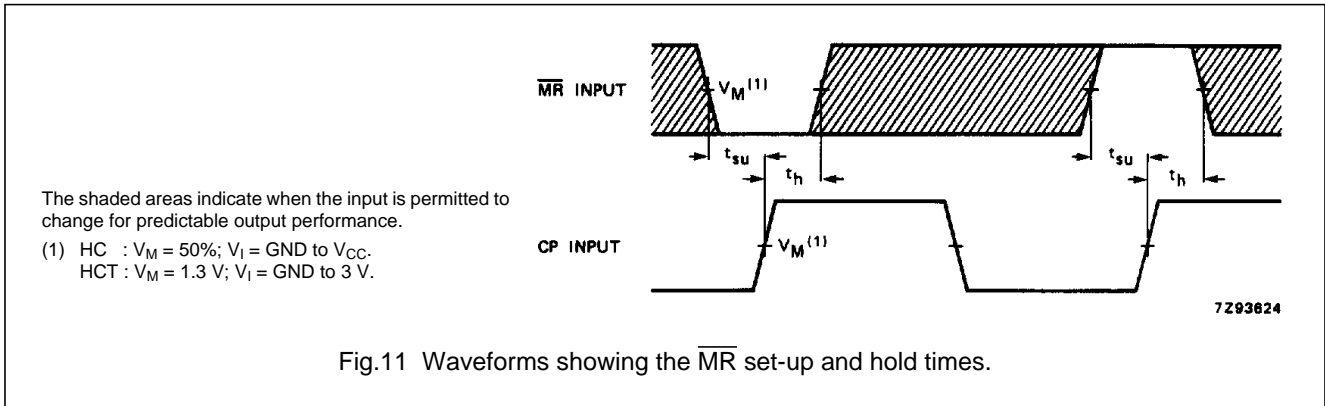 M̅R̅ INPUT
V_M (1)
t_su
t_h
t_su
t_h
The shaded areas indicate when the input is permitted to
change for predictable output performance.
(1) HC : V_M = 50%; V_I = GND to V_CC.
HCT : V_M = 1.3 V; V_I = GND to 3 V.
CP INPUT
V_M (1)
7Z93624
Fig.11 Waveforms showing the M̅R̅ set-up and hold times.